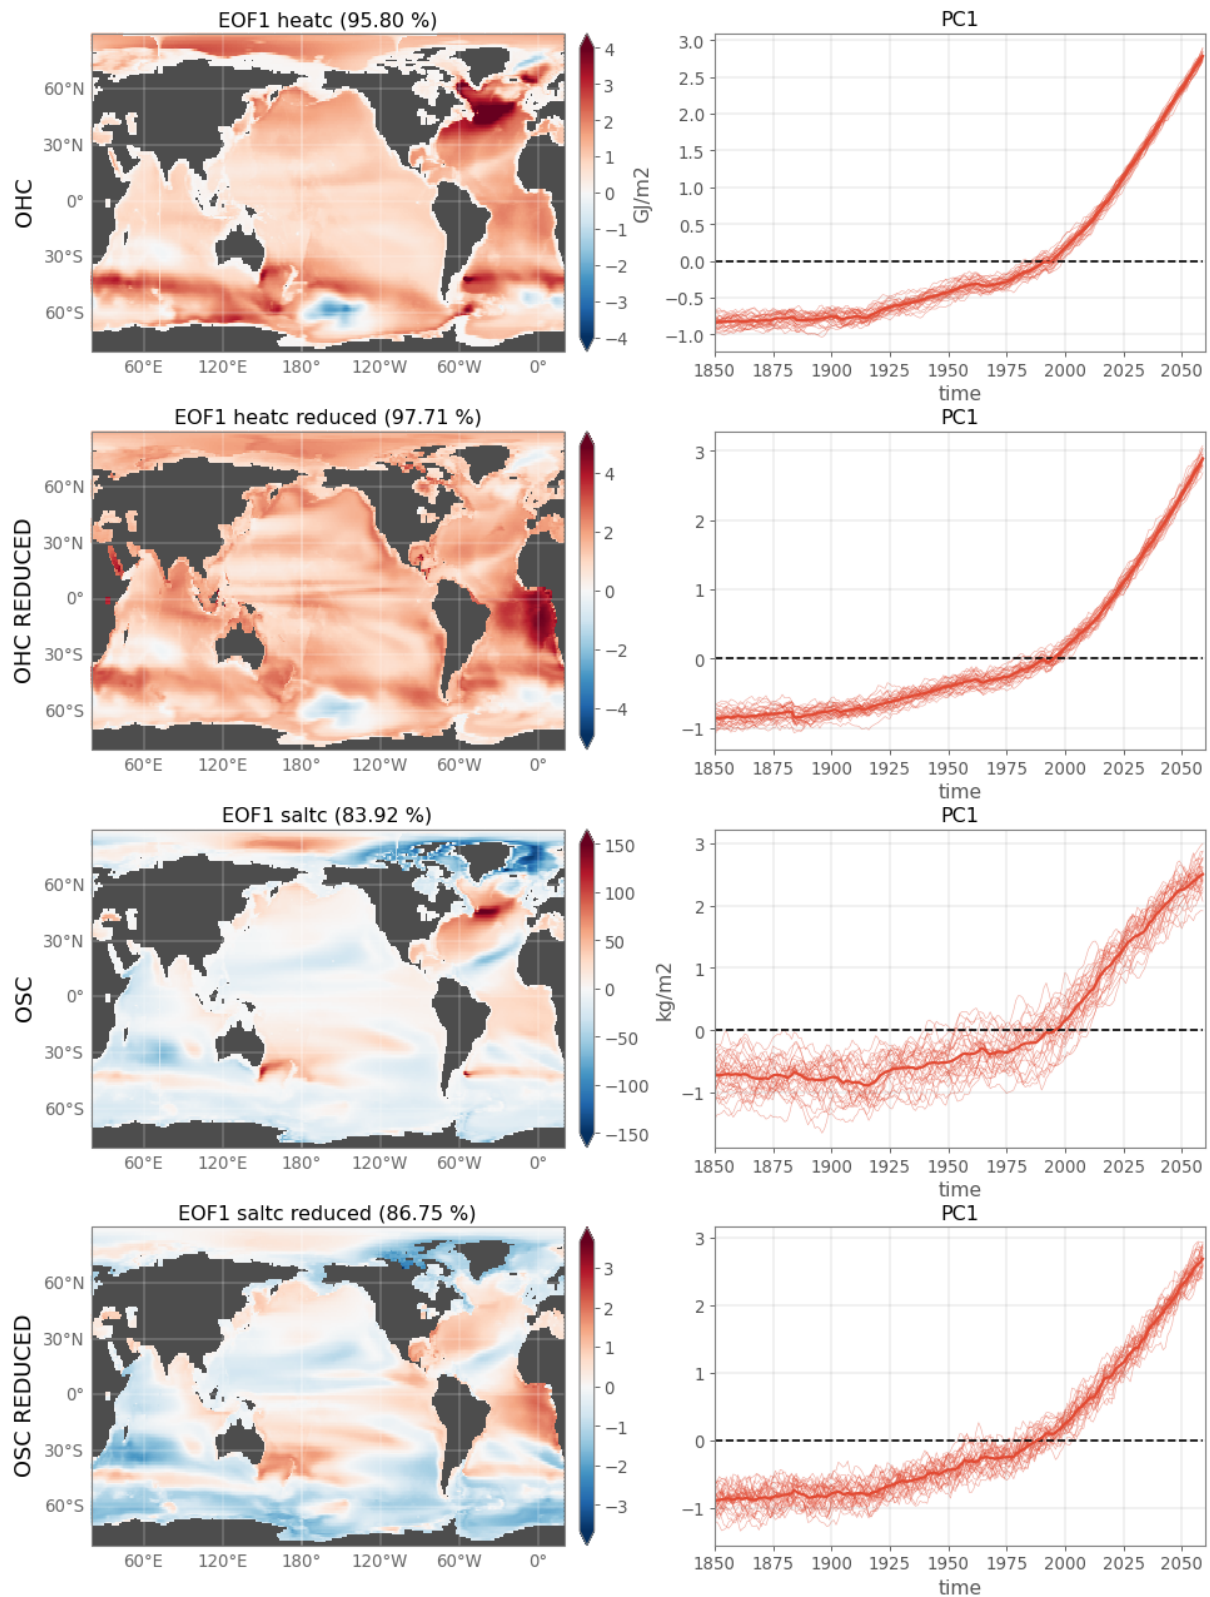 EOF1 heatc (95.80 %)
OHC
60°N
30°N
0°
30°S
60°S
60°E 120°E 180° 120°W 60°W 0°
4
3
2
1
0
−1
−2
−3
−4
GJ/m2
PC1
3.0
2.5
2.0
1.5
1.0
0.5
0.0
−0.5
−1.0
1850 1875 1900 1925 1950 1975 2000 2025 2050
time
EOF1 heatc reduced (97.71 %)
OHC REDUCED
60°N
30°N
0°
30°S
60°S
60°E 120°E 180° 120°W 60°W 0°
4
2
0
−2
−4
PC1
3
2
1
0
−1
1850 1875 1900 1925 1950 1975 2000 2025 2050
time
EOF1 saltc (83.92 %)
OSC
60°N
30°N
0°
30°S
60°S
60°E 120°E 180° 120°W 60°W 0°
150
100
50
0
−50
−100
−150
kg/m2
PC1
3
2
1
0
−1
1850 1875 1900 1925 1950 1975 2000 2025 2050
time
EOF1 saltc reduced (86.75 %)
OSC REDUCED
60°N
30°N
0°
30°S
60°S
60°E 120°E 180° 120°W 60°W 0°
3
2
1
0
−1
−2
−3
PC1
3
2
1
0
−1
1850 1875 1900 1925 1950 1975 2000 2025 2050
time